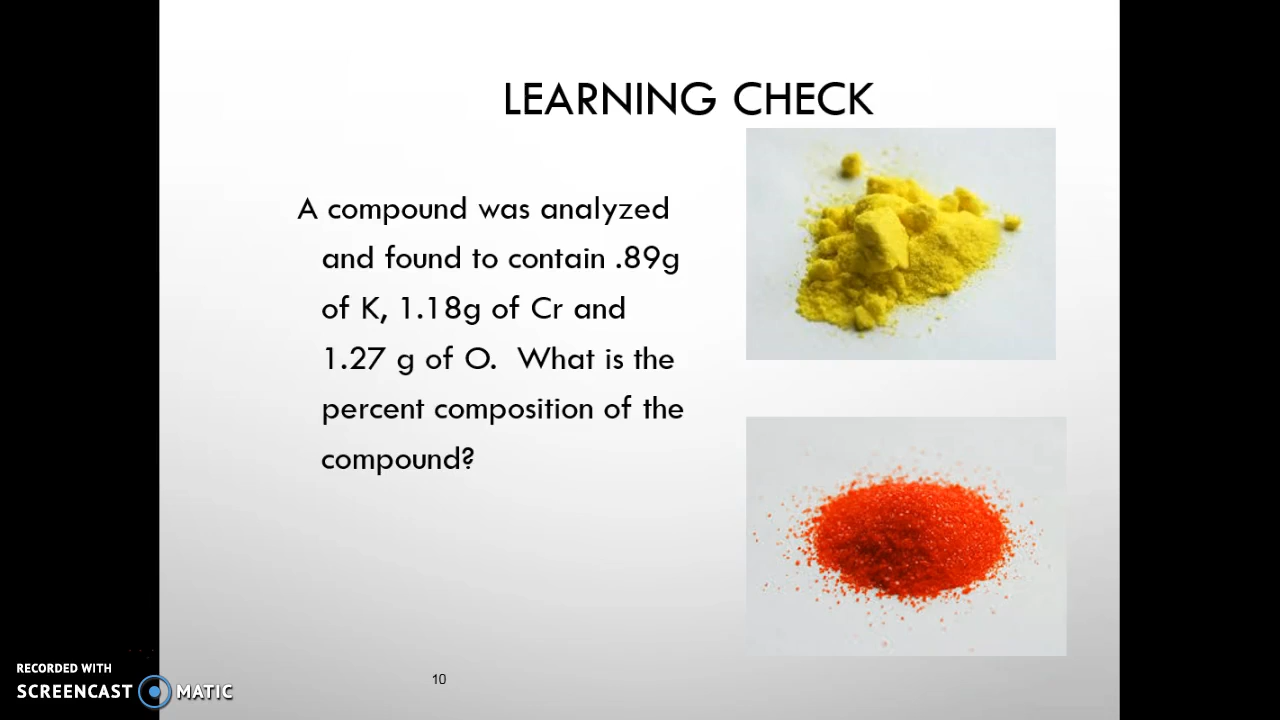 LEARNING CHECK
A compound was analyzed
and found to contain .89g
of K, 1.18g of Cr and
1.27 g of O.  What is the
percent composition of the
compound?
RECORDED WITH
SCREENCAST MATIC
10